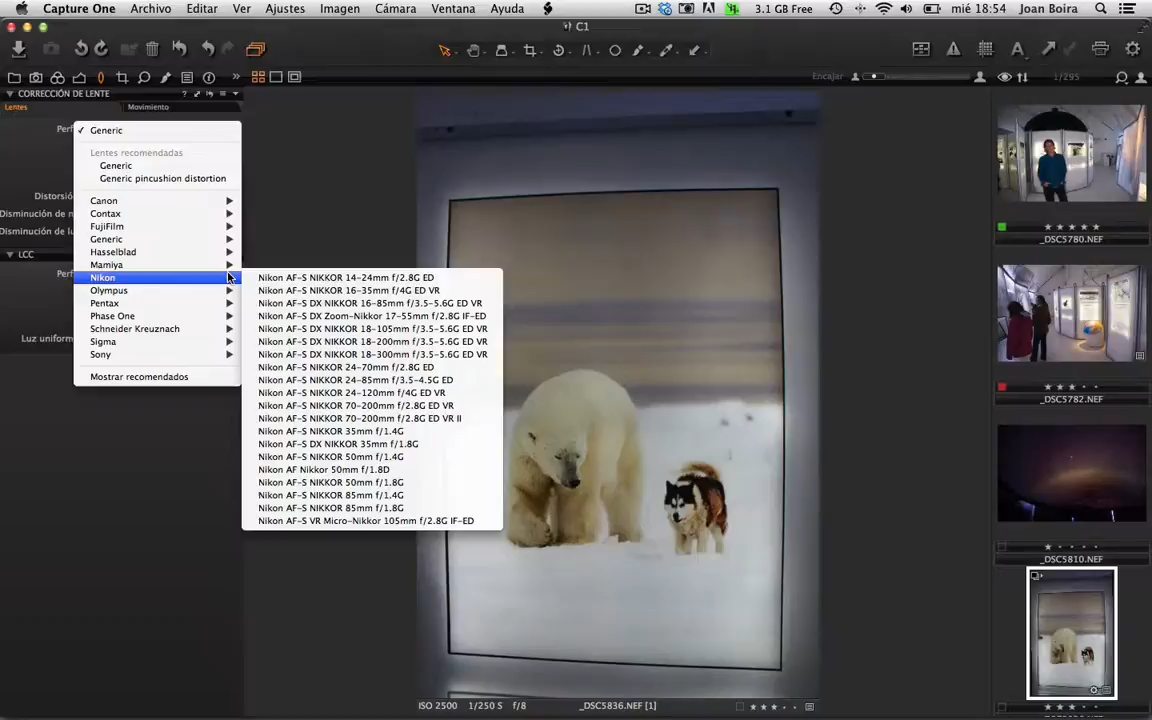 Capture One Archivo Editar Ver Ajustes Imagen Cámara Ventana Ayuda 3.1 GB Free mié 18:54 Joan Boira
C1
Encajar 1/295
CORRECCIÓN DE LENTE ?
Lentes Movimiento
Perf
Generic
Lentes recomendadas
Generic
Generic pincushion distortion
Distorsió
Disminución de n
Disminución de lu
LCC
Perf
Luz uniform
Canon
Contax
FujiFilm
Generic
Hasselblad
Mamiya
Nikon
Olympus
Pentax
Phase One
Schneider Kreuznach
Sigma
Sony
Mostrar recomendados
Nikon AF-S NIKKOR 14-24mm f/2.8G ED
Nikon AF-S NIKKOR 16-35mm f/4G ED VR
Nikon AF-S DX NIKKOR 16-85mm f/3.5-5.6G ED VR
Nikon AF-S DX Zoom-Nikkor 17-55mm f/2.8G IF-ED
Nikon AF-S DX NIKKOR 18-105mm f/3.5-5.6G ED VR
Nikon AF-S DX NIKKOR 18-200mm f/3.5-5.6G ED VR
Nikon AF-S DX NIKKOR 18-300mm f/3.5-5.6G ED VR
Nikon AF-S NIKKOR 24-70mm f/2.8G ED
Nikon AF-S NIKKOR 24-85mm f/3.5-4.5G ED
Nikon AF-S NIKKOR 24-120mm f/4G ED VR
Nikon AF-S NIKKOR 70-200mm f/2.8G ED VR
Nikon AF-S NIKKOR 70-200mm f/2.8G ED VR II
Nikon AF-S NIKKOR 35mm f/1.4G
Nikon AF-S DX NIKKOR 35mm f/1.8G
Nikon AF-S NIKKOR 50mm f/1.4G
Nikon AF Nikkor 50mm f/1.8D
Nikon AF-S NIKKOR 50mm f/1.8G
Nikon AF-S NIKKOR 85mm f/1.4G
Nikon AF-S NIKKOR 85mm f/1.8G
Nikon AF-S VR Micro-Nikkor 105mm f/2.8G IF-ED
ISO 2500 1/250 S f/8 _DSC5836.NEF [1]
_DSC5780.NEF
_DSC5782.NEF
_DSC5810.NEF